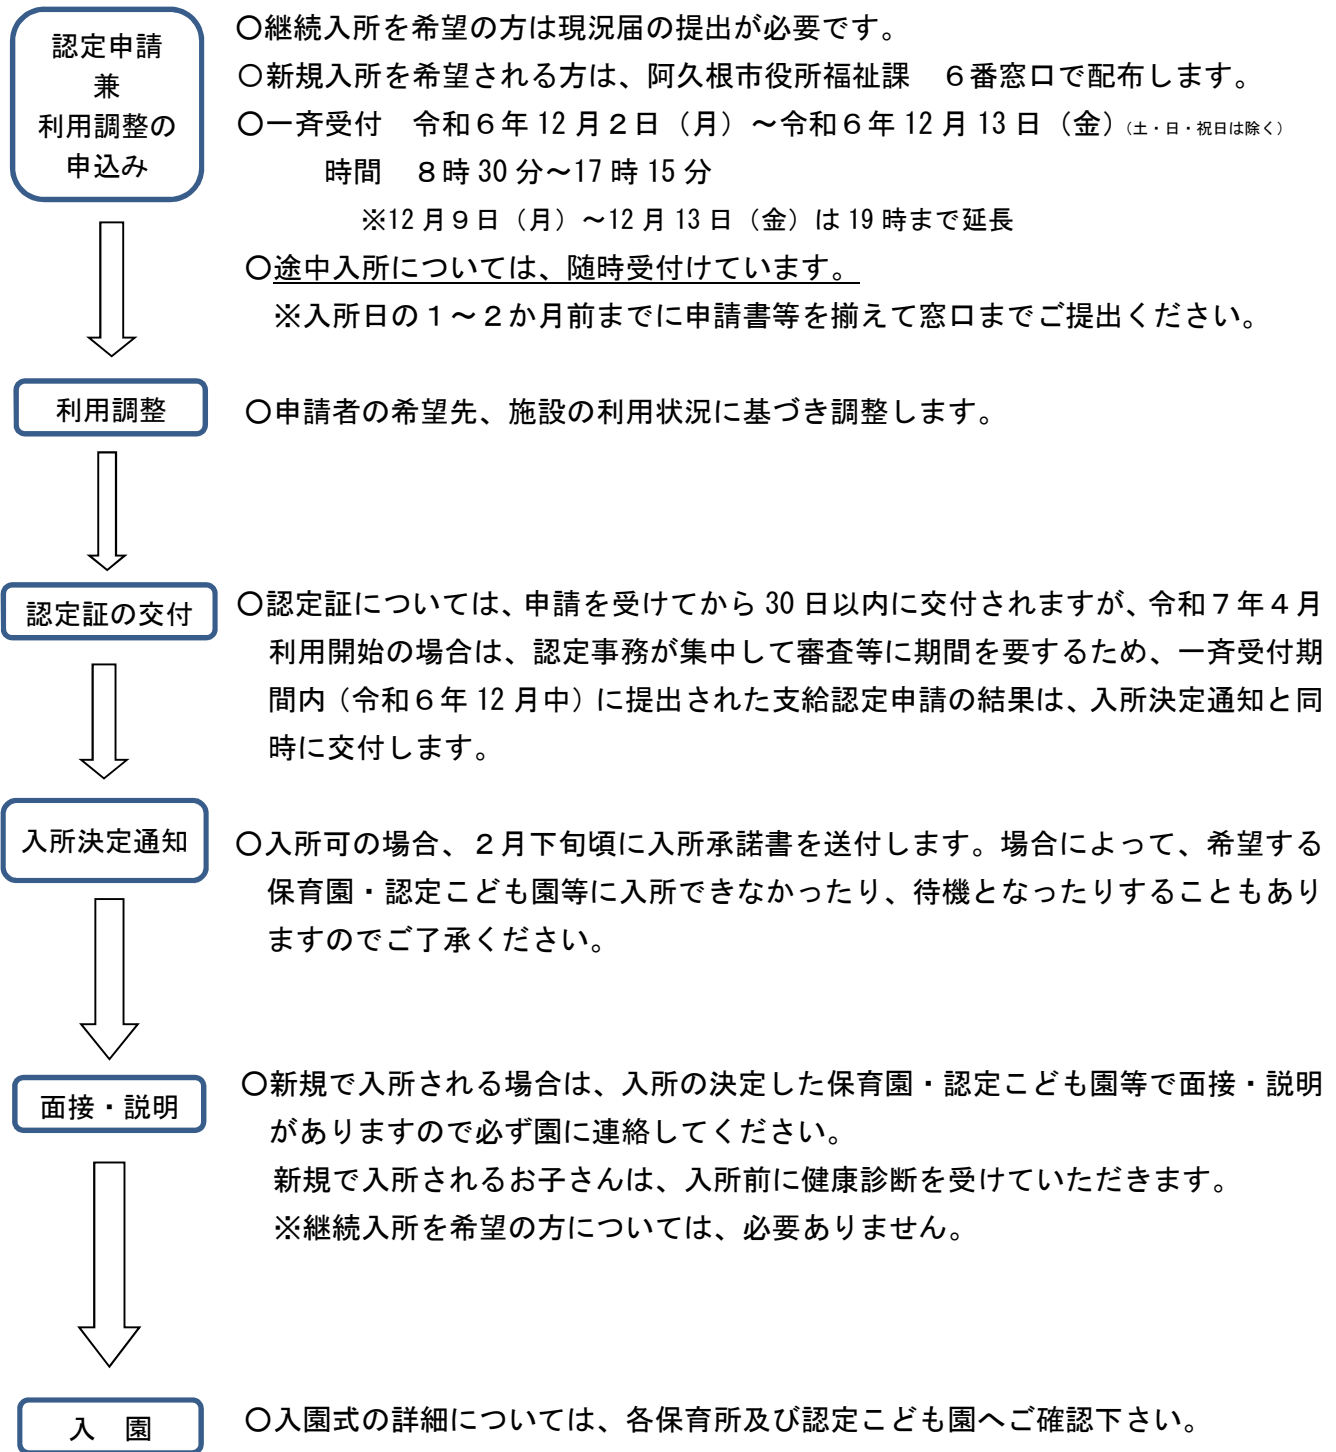 認定申請
兼
利用調整の
申込み
〇継続入所を希望の方は現況届の提出が必要です。
〇新規入所を希望される方は、阿久根市役所福祉課　６番窓口で配布します。
〇一斉受付　令和６年 12 月２日（月）～令和６年 12 月 13 日（金）（土・日・祝日は除く）
時間　８時 30 分～17 時 15 分
※12 月９日（月）～12 月 13 日（金）は 19 時まで延長
〇途中入所については、随時受付けています。
※入所日の１～２か月前までに申請書等を揃えて窓口までご提出ください。
利用調整
〇申請者の希望先、施設の利用状況に基づき調整します。
認定証の交付
〇認定証については、申請を受けてから 30 日以内に交付されますが、令和７年４月
利用開始の場合は、認定事務が集中して審査等に期間を要するため、一斉受付期
間内（令和６年 12 月中）に提出された支給認定申請の結果は、入所決定通知と同
時に交付します。
入所決定通知
〇入所可の場合、２月下旬頃に入所承諾書を送付します。場合によって、希望する
保育園・認定こども園等に入所できなかったり、待機となったりすることもあり
ますのでご了承ください。
面接・説明
〇新規で入所される場合は、入所の決定した保育園・認定こども園等で面接・説明
がありますので必ず園に連絡してください。
新規で入所されるお子さんは、入所前に健康診断を受けていただきます。
※継続入所を希望の方については、必要ありません。
入　園
〇入園式の詳細については、各保育所及び認定こども園へご確認下さい。